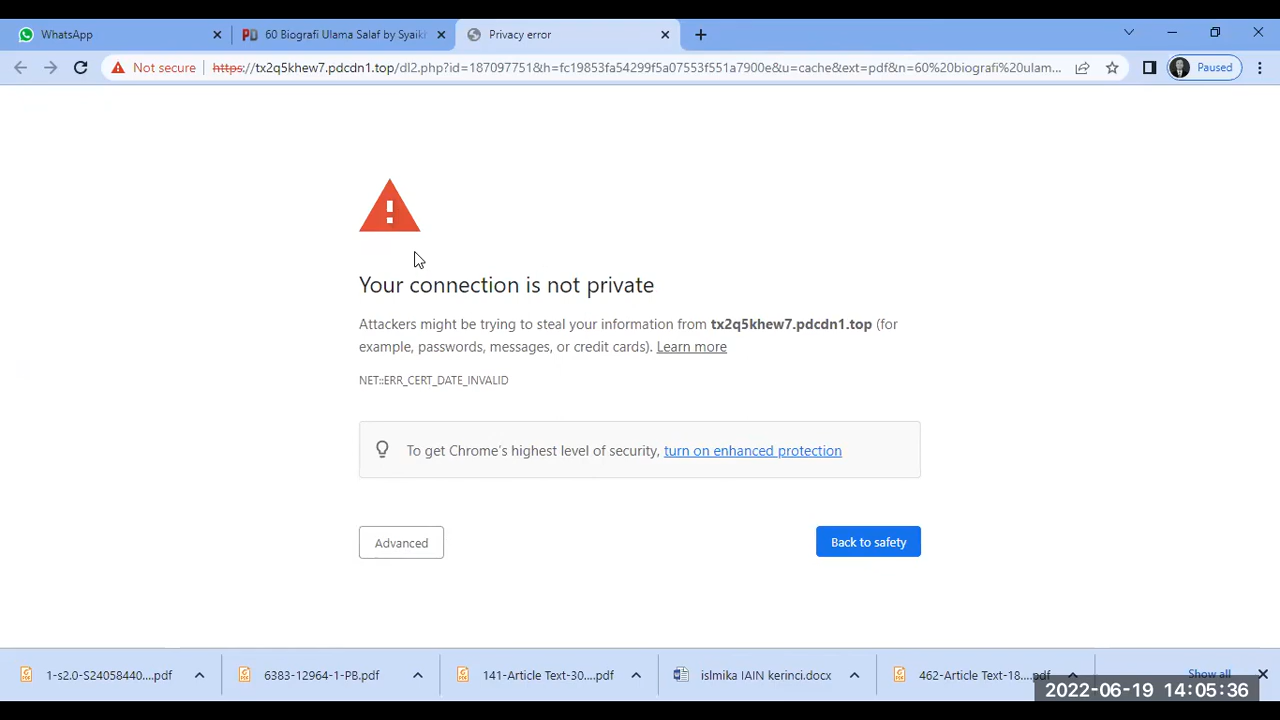 WhatsApp
PD 60 Biografi Ulama Salaf by Syaikh
Privacy error
Not secure
https://tx2q5khew7.pdcdn1.top/dl2.php?id=187097751&h=fc19853fa54299f5a07553f551a7900e&u=cache&ext=pdf&n=60%20biografi%20ulam...
Paused
Your connection is not private
Attackers might be trying to steal your information from tx2q5khew7.pdcdn1.top (for
example, passwords, messages, or credit cards). Learn more
NET::ERR_CERT_DATE_INVALID
To get Chrome's highest level of security, turn on enhanced protection
Advanced
Back to safety
1-s2.0-S24058440....pdf
6383-12964-1-PB.pdf
141-Article Text-30....pdf
islmika IAIN kerinci.docx
462-Article Text-18....pdf
Show all
2022-06-19 14:05:36